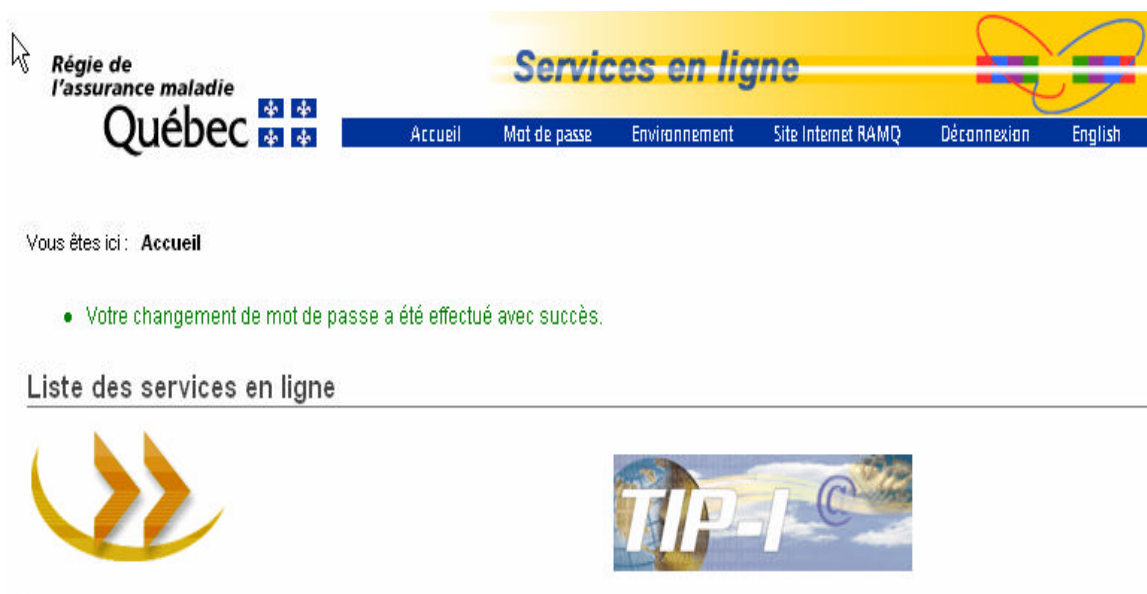 Régie de
l'assurance maladie
Québec
Services en ligne
Accueil Mot de passe Environnement Site Internet RAMQ Déconnexion English
Vous êtes ici : Accueil
• Votre changement de mot de passe a été effectué avec succès.
Liste des services en ligne
TIP-I @